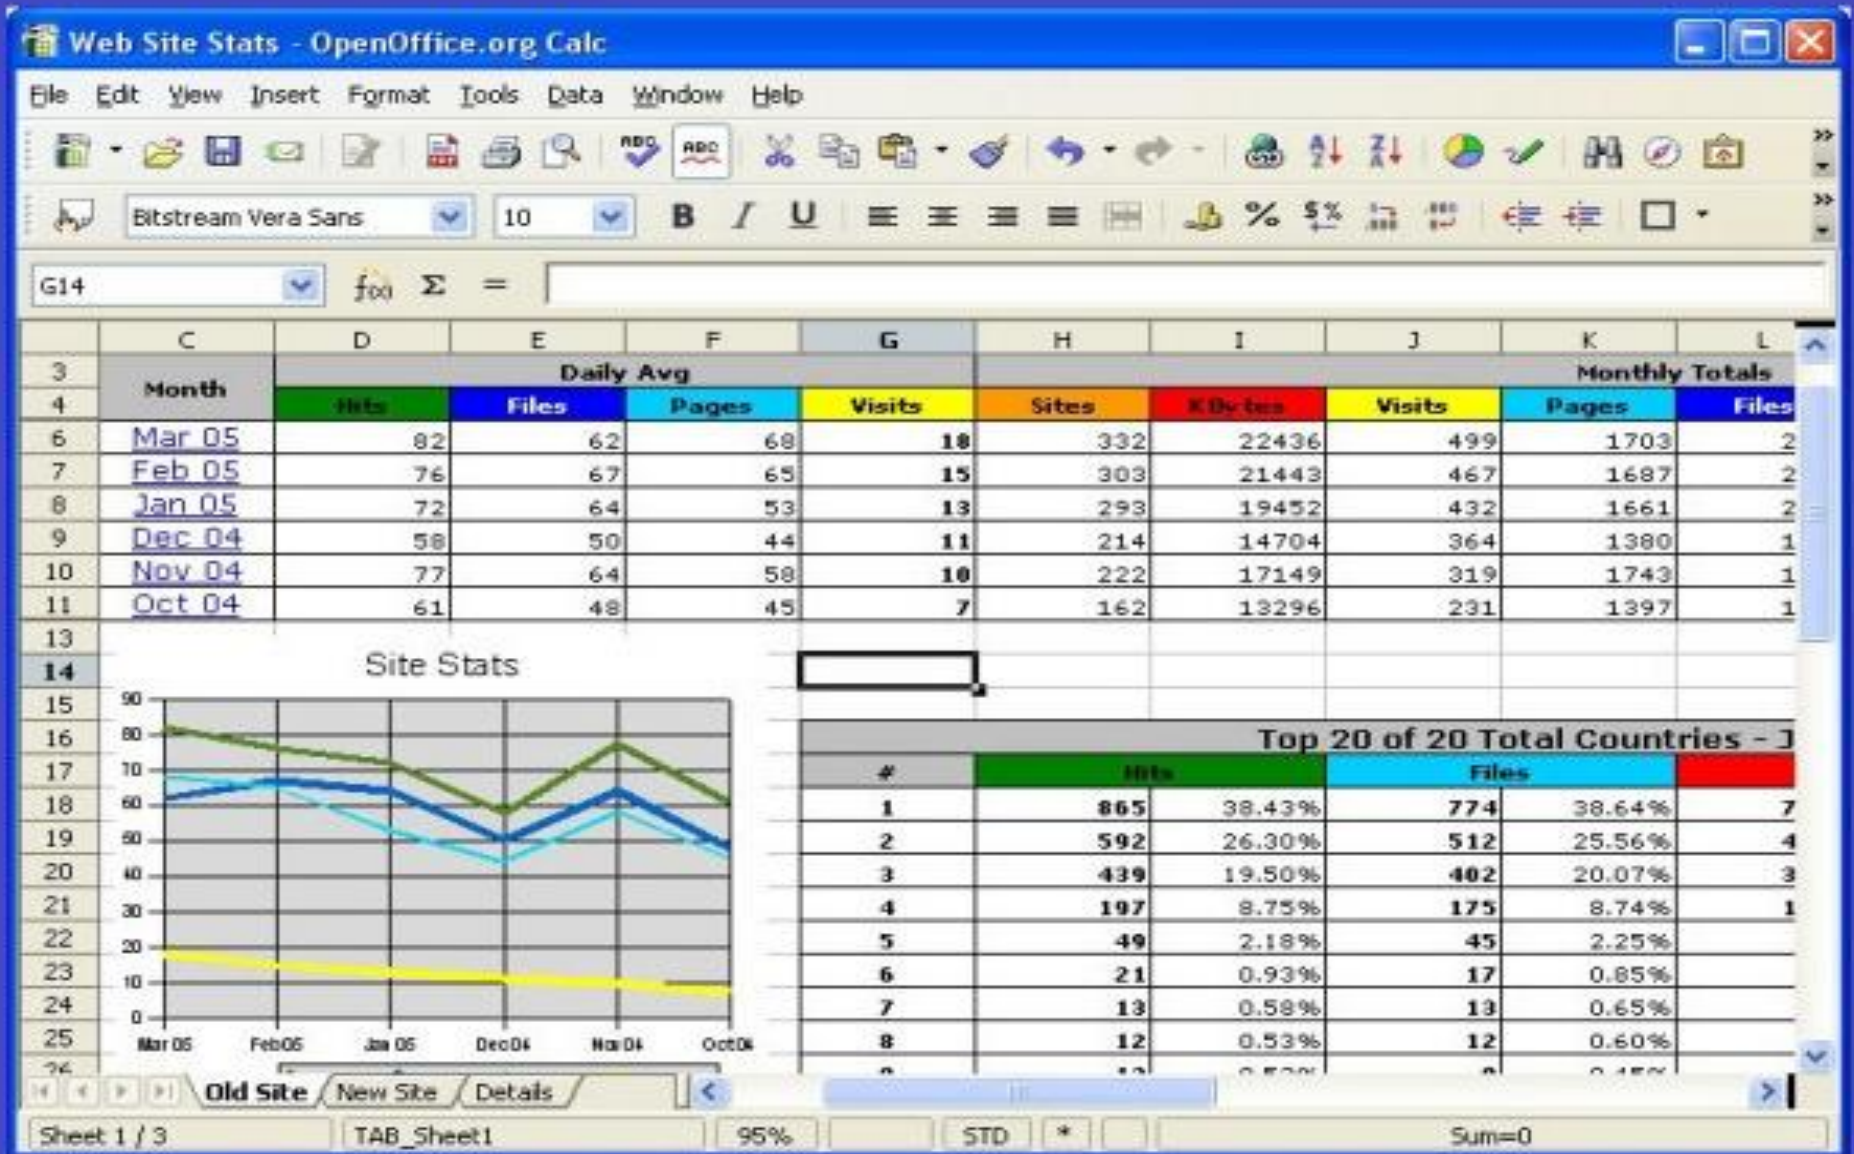 Web Site Stats - OpenOffice.org Calc
File Edit View Insert Format Tools Data Window Help
ABC ABC
Bitstream Vera Sans 10 B I U % $%
G14 f(x) Σ =
C D E F G H I J K L
3 Month Daily Avg Monthly Totals
4 Hits Files Pages Visits Sites KBytes Visits Pages Files
6 Mar 05 82 62 68 18 332 22436 499 1703 2
7 Feb 05 76 67 65 15 303 21443 467 1687 2
8 Jan 05 72 64 53 13 293 19452 432 1661 2
9 Dec 04 58 50 44 11 214 14704 364 1380 1
10 Nov 04 77 64 58 10 222 17149 319 1743 1
11 Oct 04 61 48 45 7 162 13296 231 1397 1
13
14 Site Stats
15 90
16 80 Top 20 of 20 Total Countries - J
17 70 # Hits Files
18 60 1 865 38.43% 774 38.64% 7
19 50 2 592 26.30% 512 25.56% 4
20 40 3 439 19.50% 402 20.07% 3
21 30 4 197 8.75% 175 8.74% 1
22 20 5 49 2.18% 45 2.25%
23 10 6 21 0.93% 17 0.85%
24 0 7 13 0.58% 13 0.65%
25 Mar 05 Feb 05 Jan 05 Dec 04 Nov 04 Oct 04 8 12 0.53% 12 0.60%
26
Old Site New Site Details
Sheet 1 / 3 TAB_Sheet1 95% STD * Sum=0